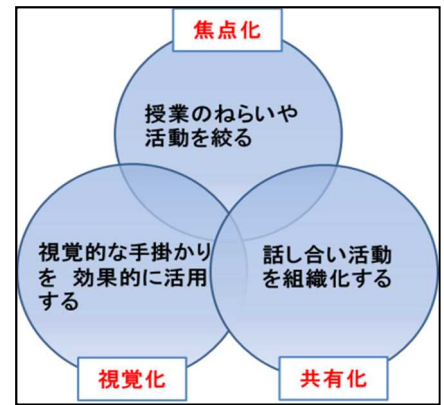 焦点化
授業のねらいや
活動を絞る
視覚的な手掛かり
を 効果的に活用
する
話し合い活動
を組織化する
視覚化
共有化